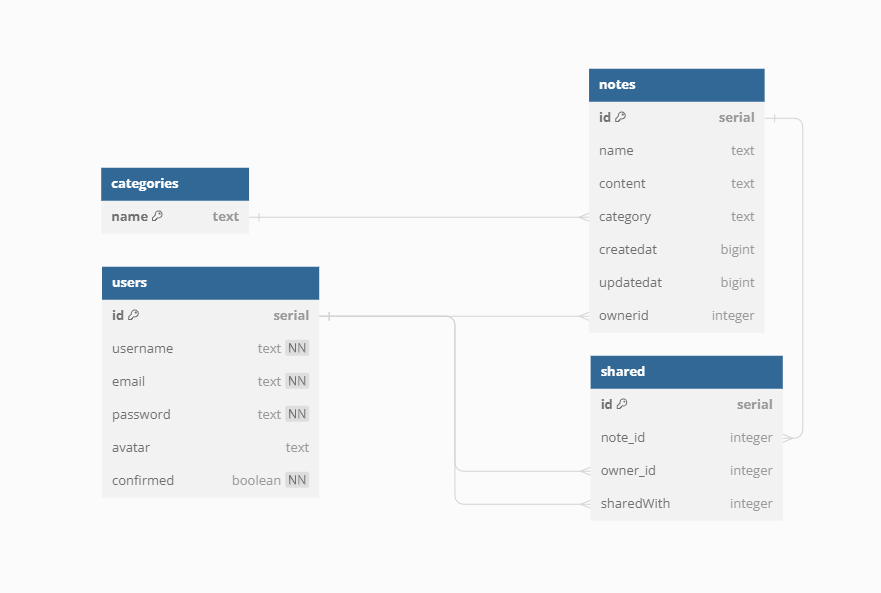 categories
name text
users
id serial
username text NN
email text NN
password text NN
avatar text
confirmed boolean NN
notes
id serial
name text
content text
category text
createdat bigint
updatedat bigint
ownerid integer
shared
id serial
note_id integer
owner_id integer
sharedWith integer